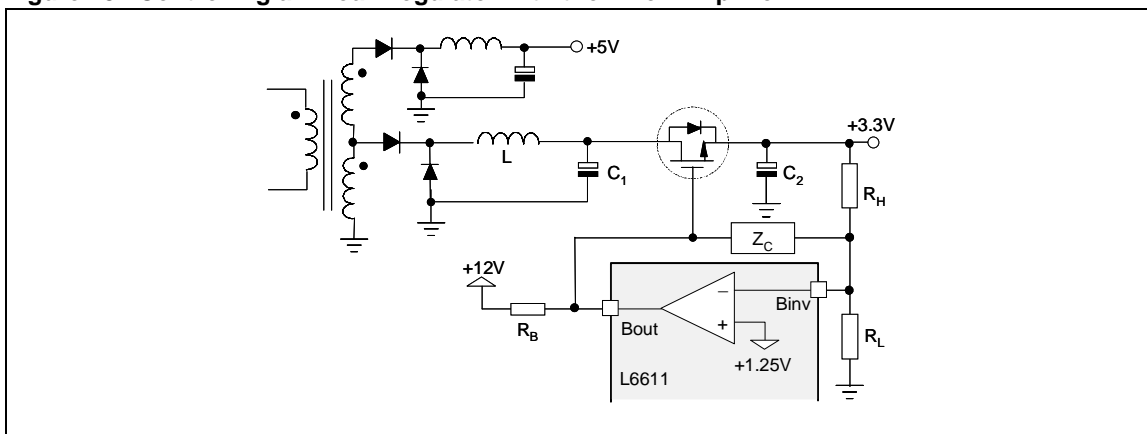 +5V
+3.3V
L
C1
C2
RH
ZC
+12V
RB
Bout
Binv
−
+
+1.25V
RL
L6611